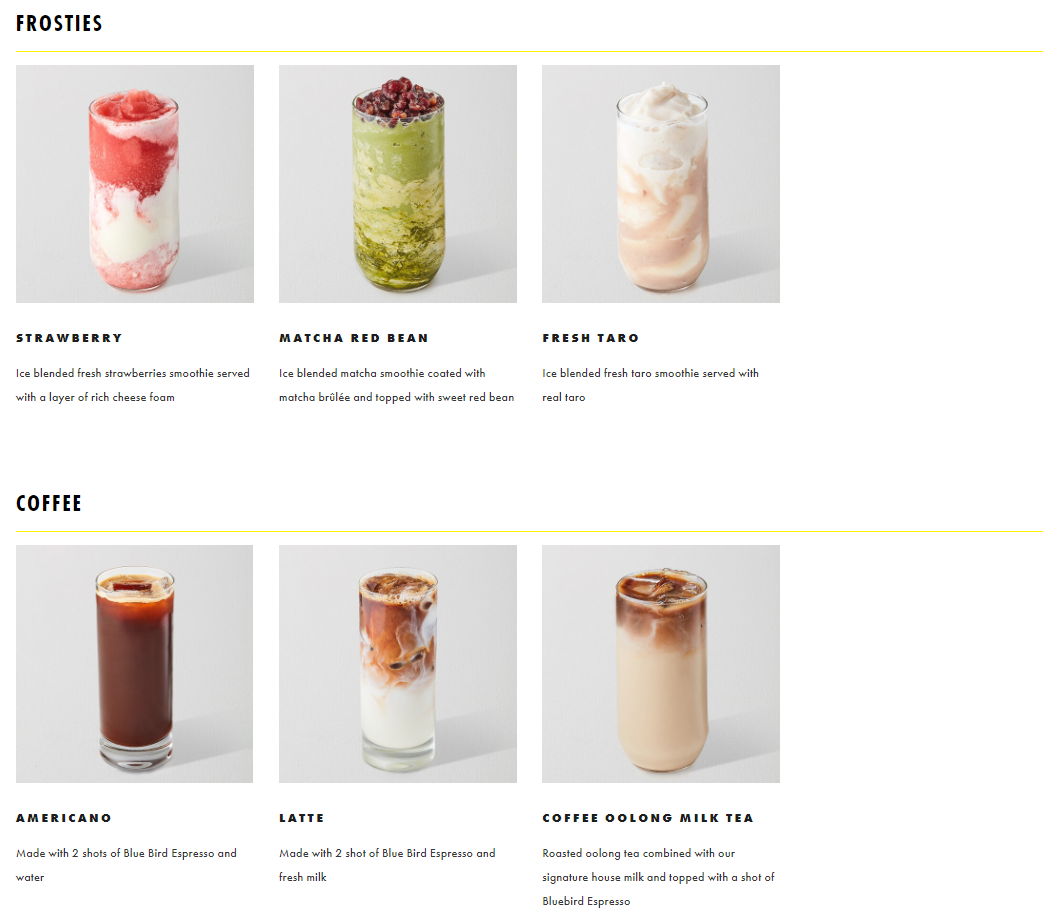 FROSTIES
STRAWBERRY
Ice blended fresh strawberries smoothie served
with a layer of rich cheese foam
MATCHA RED BEAN
Ice blended matcha smoothie coated with
matcha brûlée and topped with sweet red bean
FRESH TARO
Ice blended fresh taro smoothie served with
real taro
COFFEE
AMERICANO
Made with 2 shots of Blue Bird Espresso and
water
LATTE
Made with 2 shot of Blue Bird Espresso and
fresh milk
COFFEE OOLONG MILK TEA
Roasted oolong tea combined with our
signature house milk and topped with a shot of
Bluebird Espresso